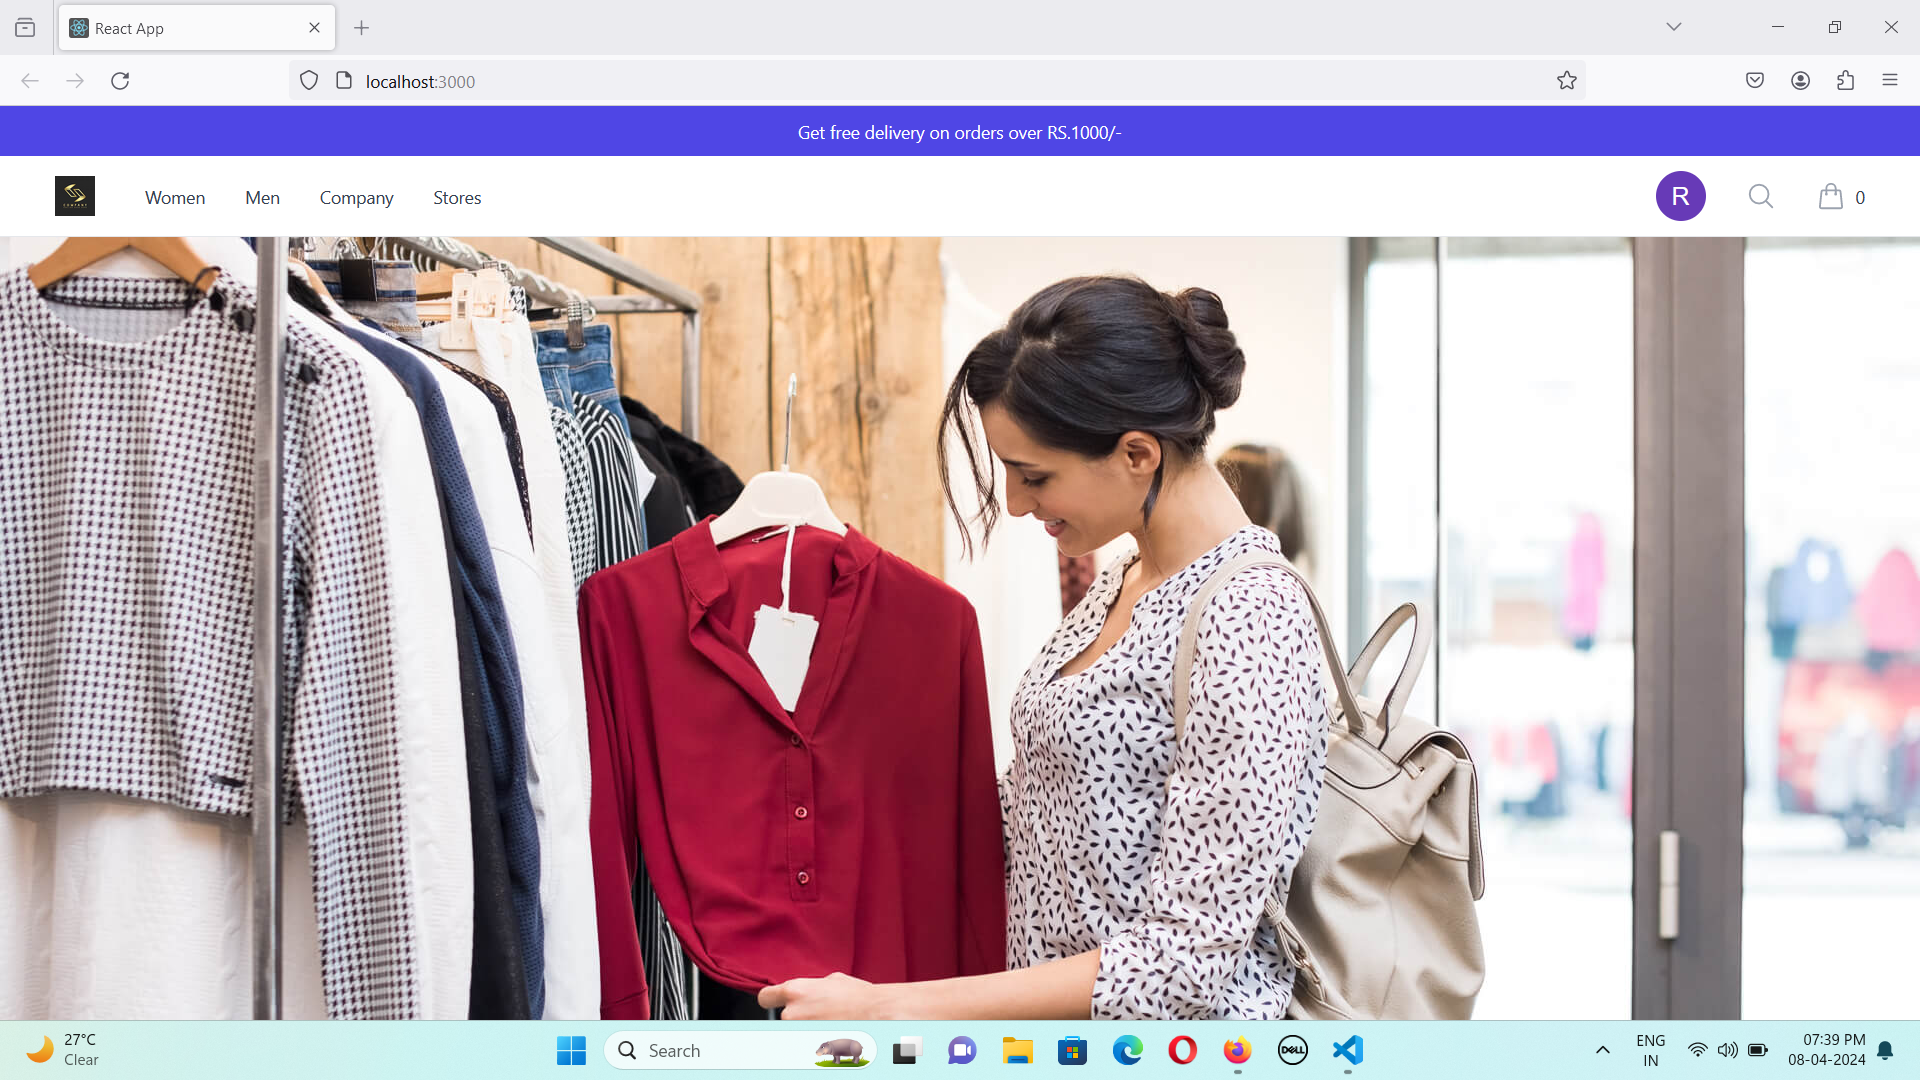 React App
localhost:3000
Get free delivery on orders over RS.1000/-
Women
Men
Company
Stores
R
0
27°C
Clear
Search
DELL
ENG
IN
07:39 PM
08-04-2024